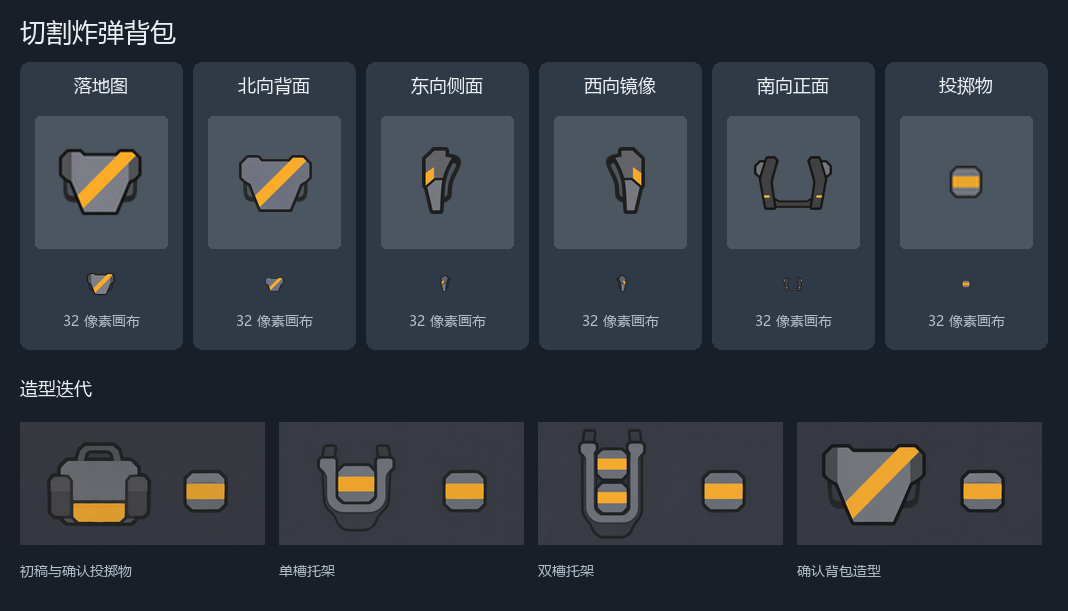 切割炸弹背包
落地图
北向背面
东向侧面
西向镜像
南向正面
投掷物
32 像素画布
32 像素画布
32 像素画布
32 像素画布
32 像素画布
32 像素画布
造型迭代
初稿与确认投掷物
单槽托架
双槽托架
确认背包造型